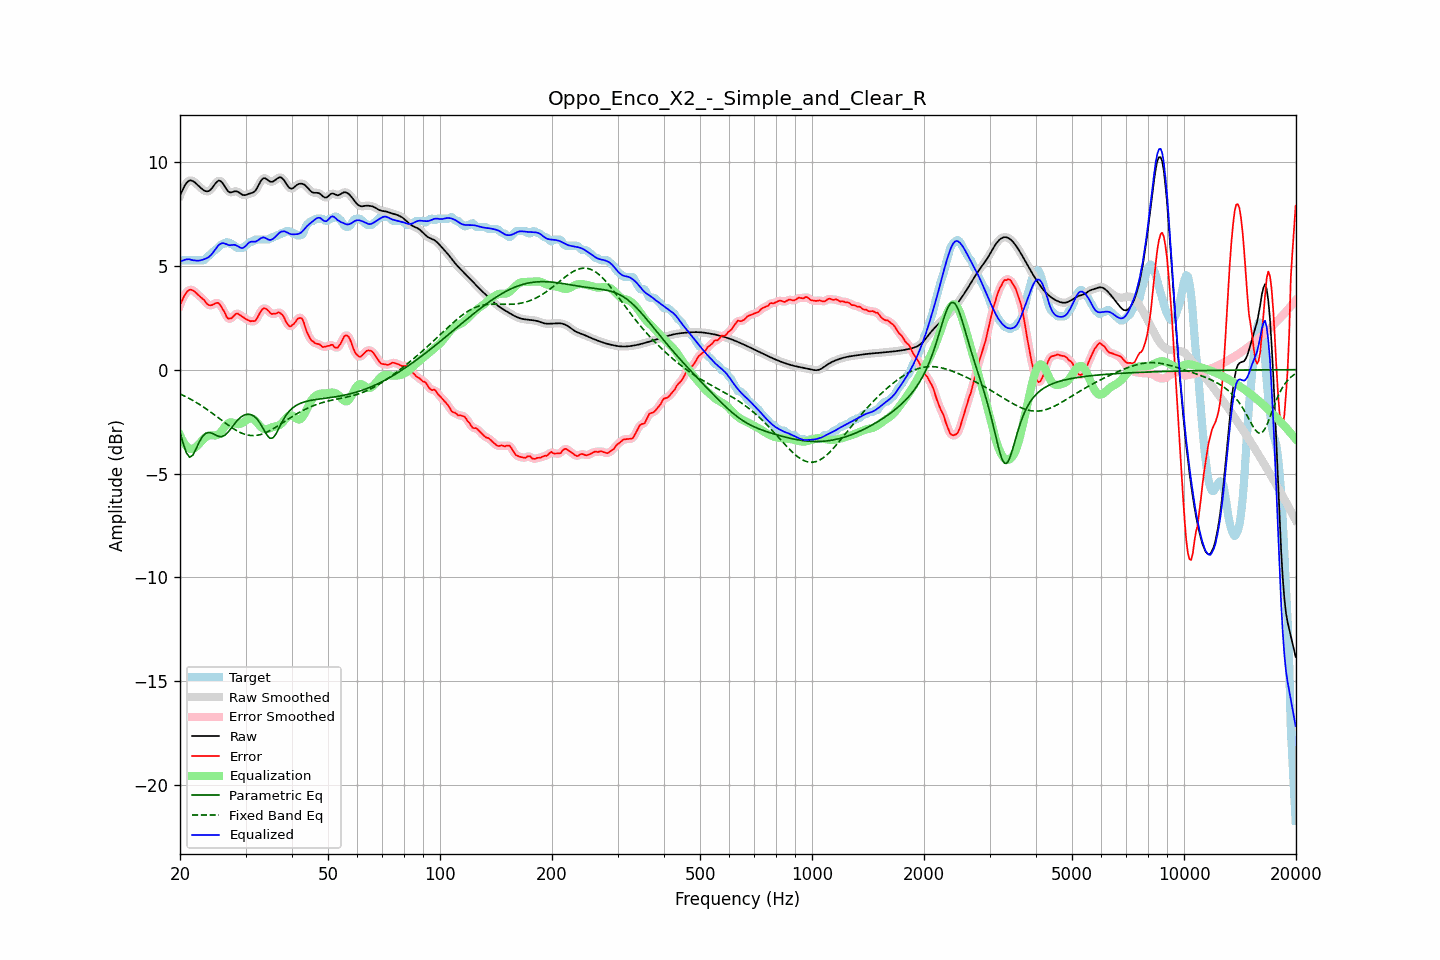 Oppo_Enco_X2_-_Simple_and_Clear_R
Amplitude (dBr)
10
5
0
−5
−10
−15
−20
Target
Raw Smoothed
Error Smoothed
Raw
Error
Equalization
Parametric Eq
Fixed Band Eq
Equalized
20 50 100 200 500 1000 2000 5000 10000 20000
Frequency (Hz)